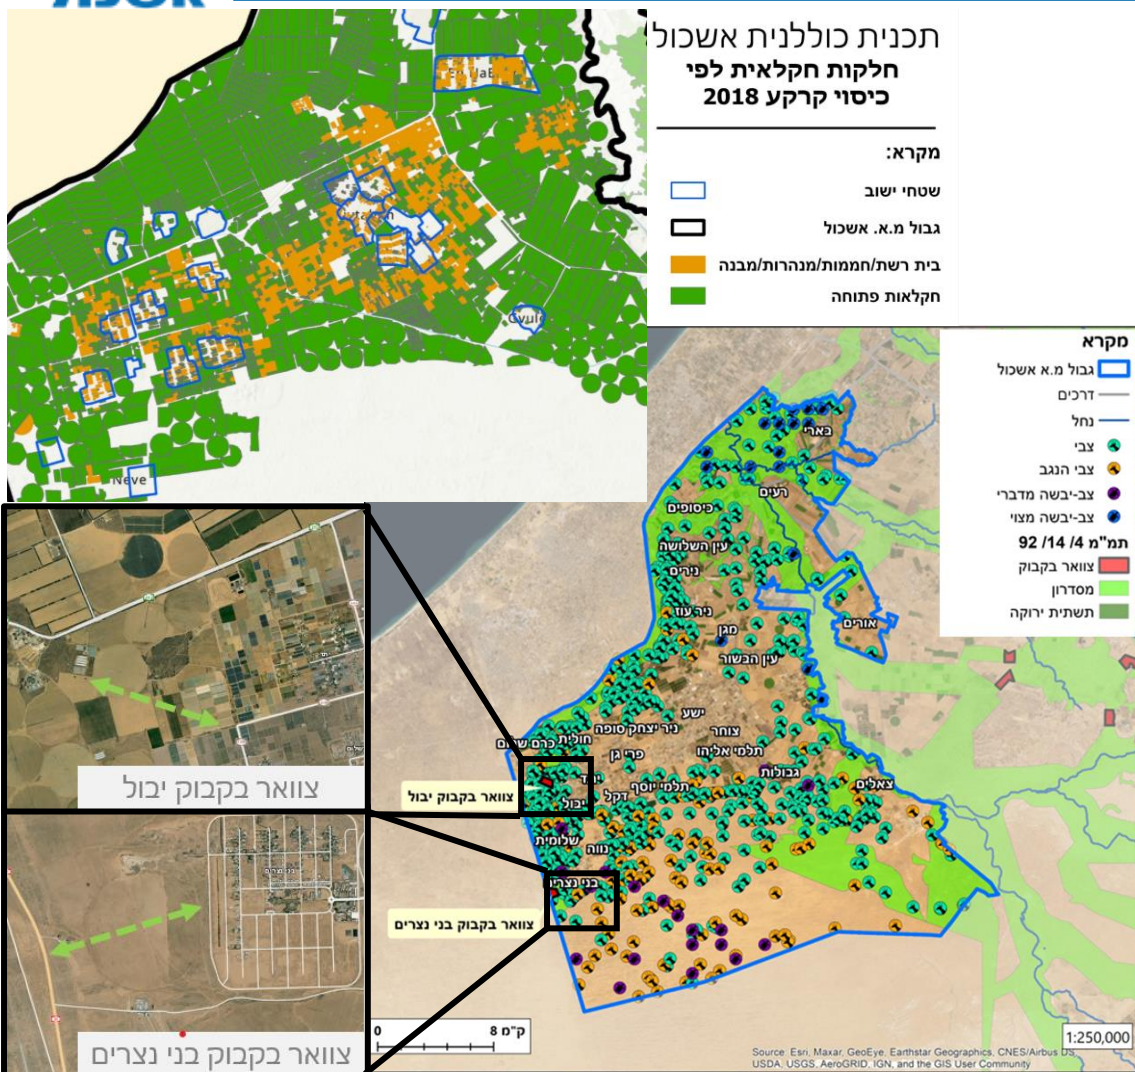 אשכול
תכנית כוללנית אשכול
חלקות חקלאית לפי
כיסוי קרקע 2018
מקרא:
שטחי ישוב
גבול מ.א. אשכול
בית רשת/חממות/מנהרות/מבנה
חקלאות פתוחה
Gvulo
Neve
מקרא
גבול מ.א אשכול
דרכים
נחל
צבי
צבי הנגב
צב-יבשה מדברי
צב-יבשה מצוי
תמ"מ 4/ 14/ 92
צוואר בקבוק
מסדרון
תשתית ירוקה
בארי
רעים
כיסופים
עין השלושה
נירים
ניר עוז
מגן
אורים
עין הבשור
ישע
ניר יצחק סופה
צוחר
חולית
כרם שלום
תלמי אליהו
פרי גן
גבולות
צאלים
תלמי יוסף
דקל
יבול
שלומית
נווה
בני נצרים
צוואר בקבוק יבול
צוואר בקבוק בני נצרים
צוואר בקבוק יבול
בני נצרים
צוואר בקבוק בני נצרים
0 8 ק"מ
1:250,000
Source: Esri, Maxar, GeoEye, Earthstar Geographics, CNES/Airbus DS,
USDA, USGS, AeroGRID, IGN, and the GIS User Community